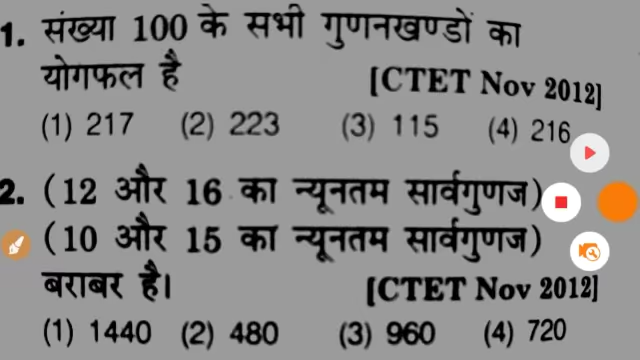 1. संख्या 100 के सभी गुणनखण्डों का
योगफल है [CTET Nov 2012]
(1) 217 (2) 223 (3) 115 (4) 216
2. (12 और 16 का न्यूनतम सार्वगुणज)
(10 और 15 का न्यूनतम सार्वगुणज)
बराबर है। [CTET Nov 2012]
(1) 1440 (2) 480 (3) 960 (4) 720